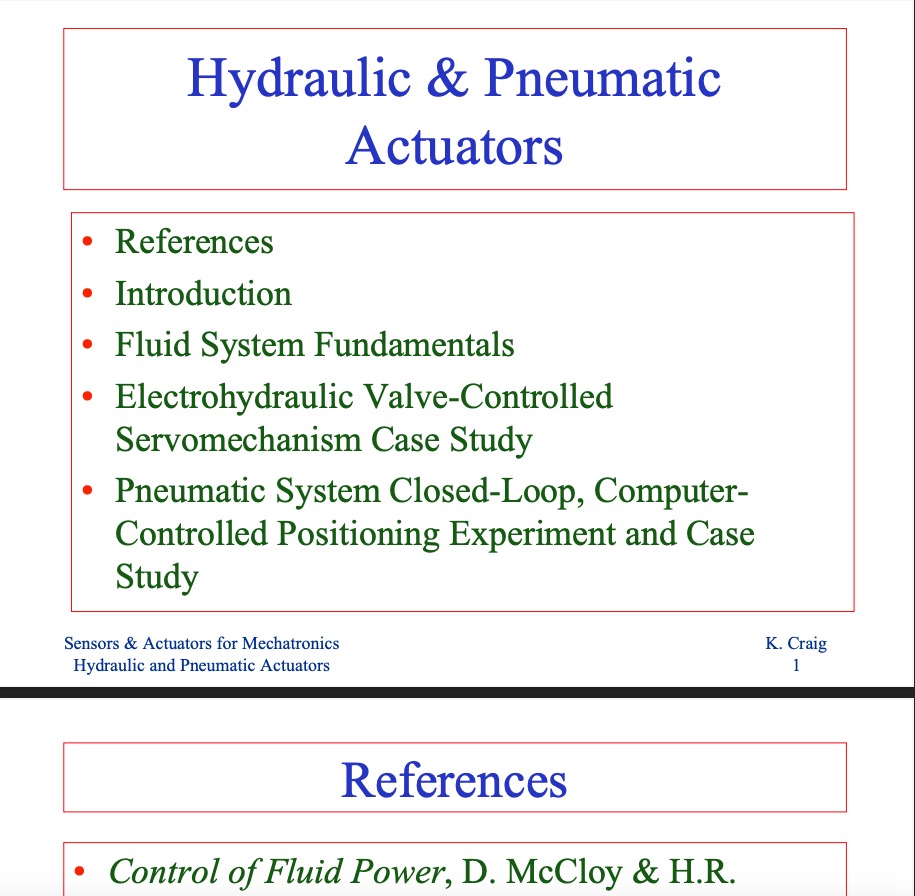 Hydraulic & Pneumatic
Actuators
• References
• Introduction
• Fluid System Fundamentals
• Electrohydraulic Valve-Controlled
Servomechanism Case Study
• Pneumatic System Closed-Loop, Computer-
Controlled Positioning Experiment and Case
Study
Sensors & Actuators for Mechatronics
Hydraulic and Pneumatic Actuators
K. Craig
1
References
• Control of Fluid Power, D. McCloy & H.R.